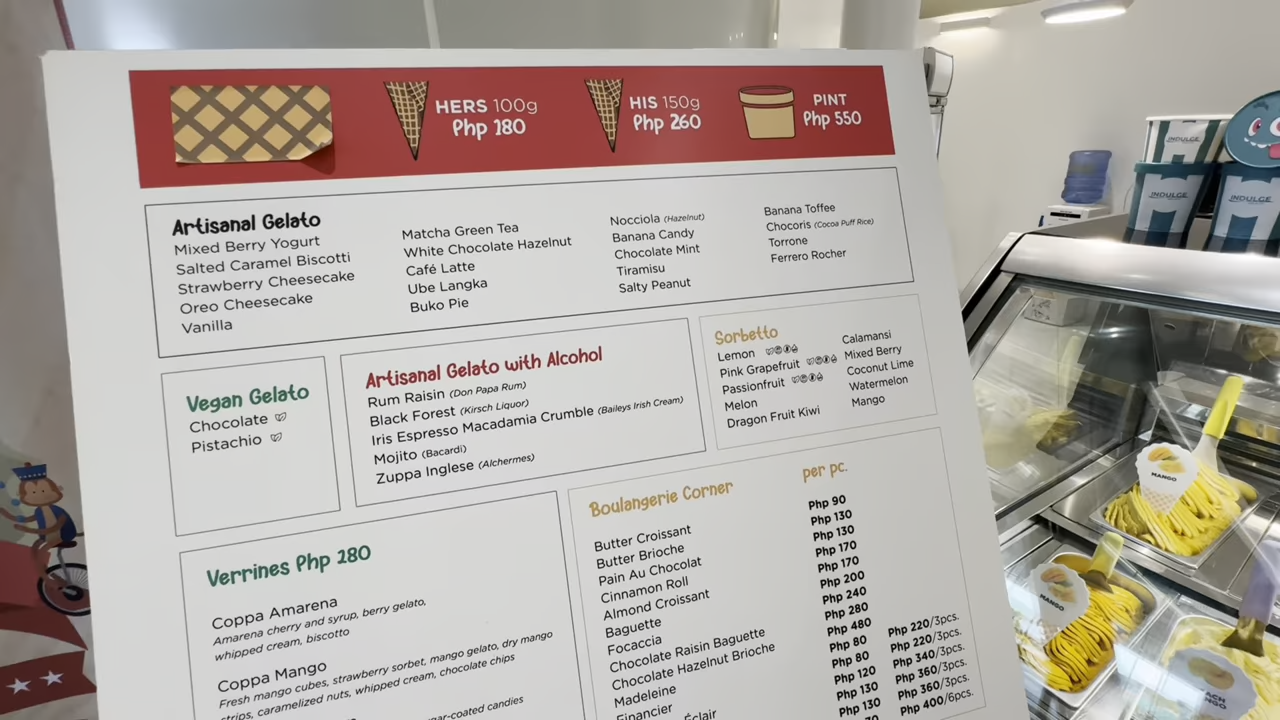 HERS 100g
Php 180
HIS 150g
Php 260
PINT
Php 550
Artisanal Gelato
Mixed Berry Yogurt
Salted Caramel Biscotti
Strawberry Cheesecake
Oreo Cheesecake
Vanilla
Matcha Green Tea
White Chocolate Hazelnut
Café Latte
Ube Langka
Buko Pie
Nocciola (Hazelnut)
Banana Candy
Chocolate Mint
Tiramisu
Salty Peanut
Banana Toffee
Chocoris (Cocoa Puff Rice)
Torrone
Ferrero Rocher
Vegan Gelato
Chocolate
Pistachio
Artisanal Gelato with Alcohol
Rum Raisin (Don Papa Rum)
Black Forest (Kirsch Liquor)
Iris Espresso Macadamia Crumble (Baileys Irish Cream)
Mojito (Bacardi)
Zuppa Inglese (Alchermes)
Sorbetto
Lemon
Pink Grapefruit
Passionfruit
Melon
Dragon Fruit Kiwi
Calamansi
Mixed Berry
Coconut Lime
Watermelon
Mango
Verrines Php 280
Coppa Amarena
Amarena cherry and syrup, berry gelato,
whipped cream, biscotto
Coppa Mango
Fresh mango cubes, strawberry sorbet, mango gelato, dry mango
strips, caramelized nuts, whipped cream, chocolate chips
candies
Boulangerie Corner
per pc.
Butter Croissant
Butter Brioche
Pain Au Chocolat
Cinnamon Roll
Almond Croissant
Baguette
Focaccia
Chocolate Raisin Baguette
Chocolate Hazelnut Brioche
Madeleine
Financier
Éclair
Php 90
Php 130
Php 130
Php 170
Php 170
Php 200
Php 240
Php 280
Php 480
Php 80
Php 80
Php 120
Php 130
Php 130
Php 220/3pcs.
Php 220/3pcs.
Php 340/3pcs.
Php 360/3pcs.
Php 360/3pcs.
Php 400/6pcs.
INDULGE
INDULGE
INDULGE
MANGO
MANGO